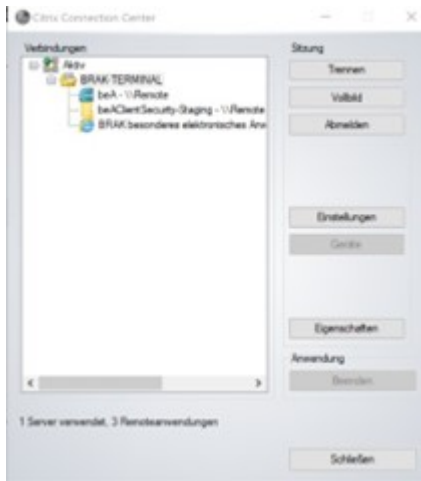 Citrix Connection Center
Verbindungen
Aktiv
BRAK-TERMINAL
beA - \\Remote
beAClientSecurity-Staging - \\Remote
BRAK besonderes elektronisches Anw
1 Server verwendet, 3 Remoteanwendungen
Sitzung
Trennen
Vollbild
Abmelden
Einstellungen
Geräte
Eigenschaften
Anwendung
Beenden
Schließen